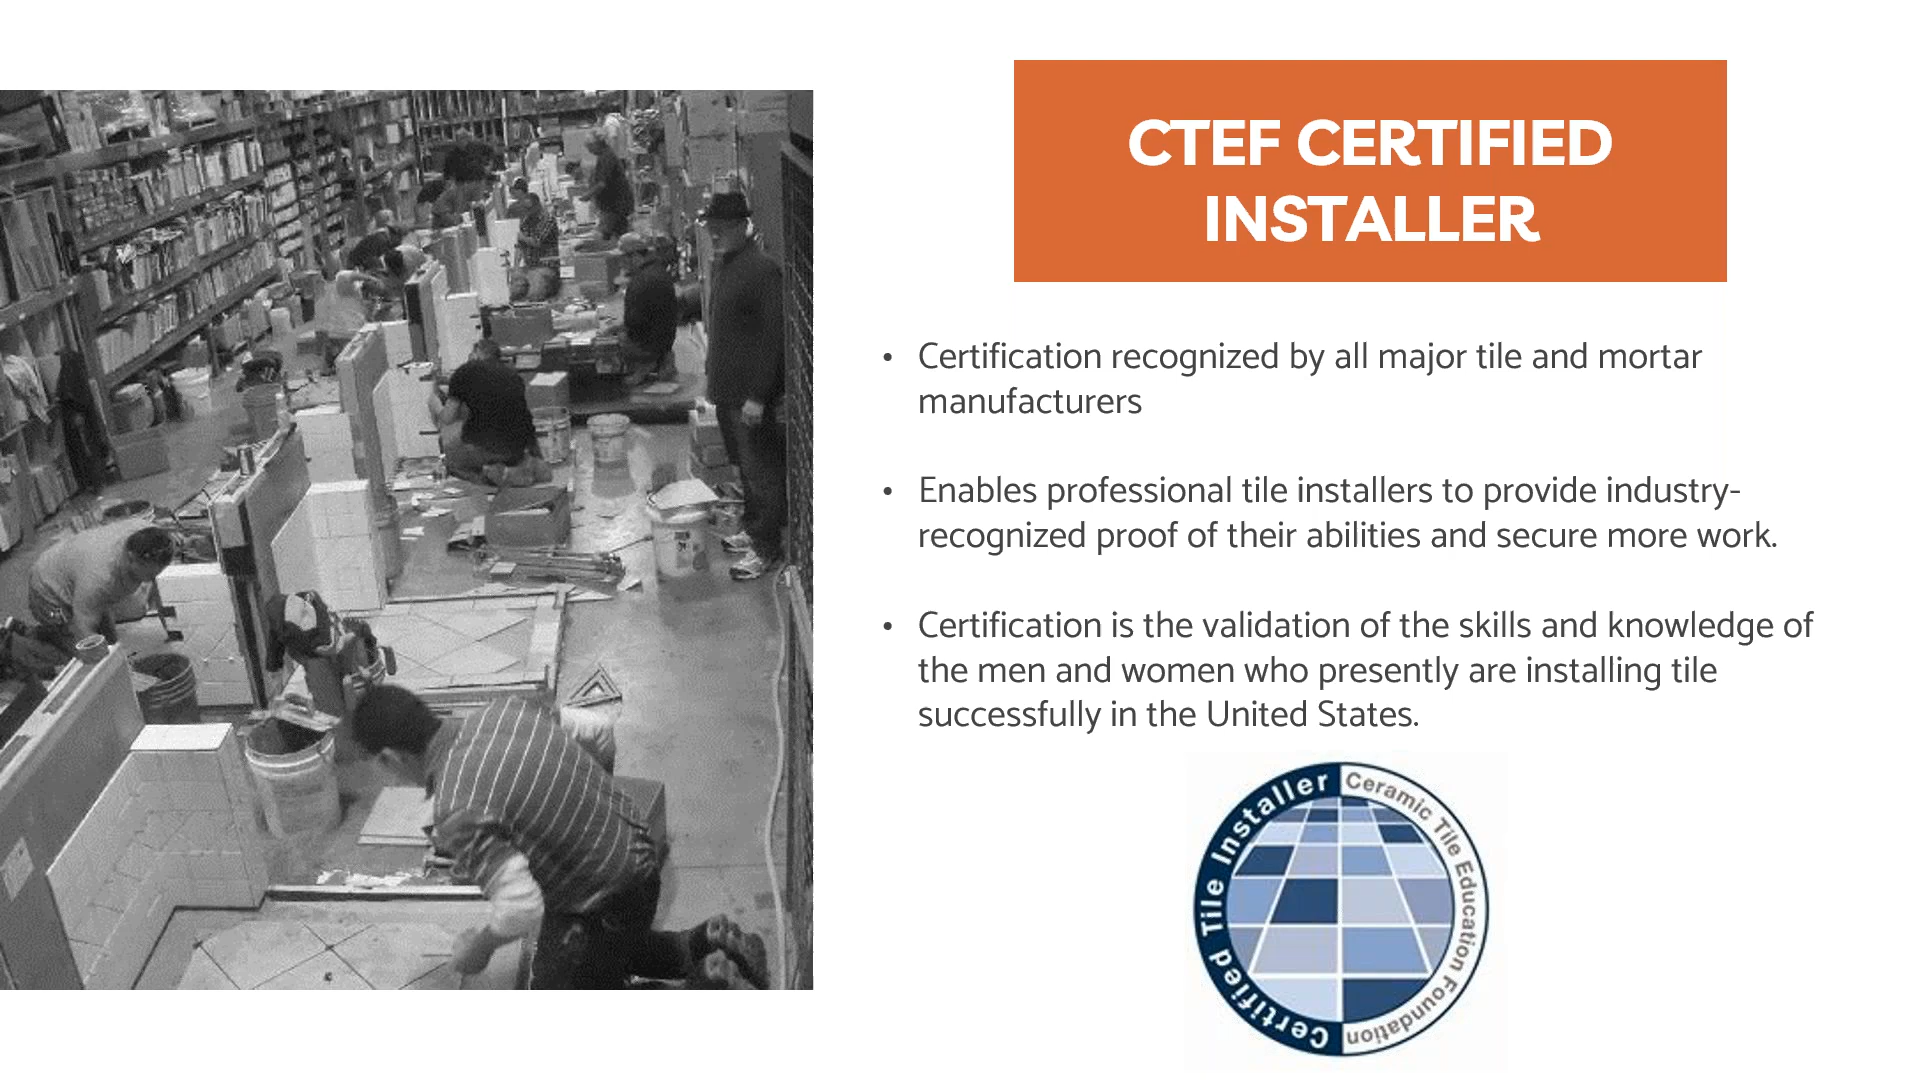 CTEF CERTIFIED
INSTALLER
• Certification recognized by all major tile and mortar
manufacturers
• Enables professional tile installers to provide industry-
recognized proof of their abilities and secure more work.
• Certification is the validation of the skills and knowledge of
the men and women who presently are installing tile
successfully in the United States.
Certified Tile Installer
Ceramic Tile Education Foundation